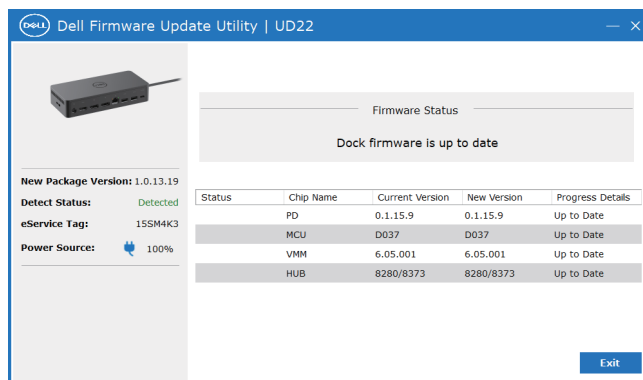 DELL Dell Firmware Update Utility | UD22
Firmware Status
Dock firmware is up to date
New Package Version: 1.0.13.19
Detect Status: Detected
eService Tag: 15SM4K3
Power Source: 100%
Status Chip Name Current Version New Version Progress Details
PD 0.1.15.9 0.1.15.9 Up to Date
MCU D037 D037 Up to Date
VMM 6.05.001 6.05.001 Up to Date
HUB 8280/8373 8280/8373 Up to Date
Exit